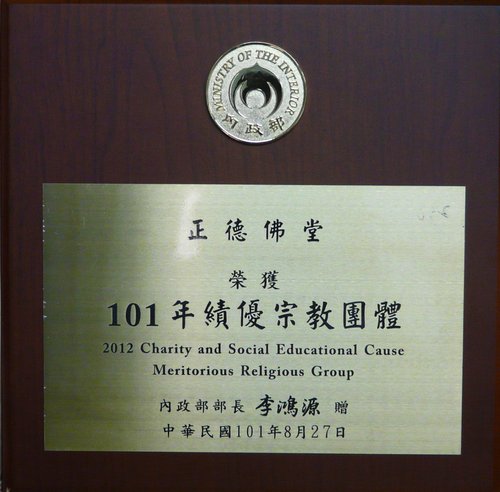 MINISTRY OF THE INTERIOR
內政部
正德佛堂
榮獲
101年績優宗教團體
2012 Charity and Social Educational Cause
Meritorious Religious Group
內政部部長 李鴻源 贈
中華民國101年8月27日